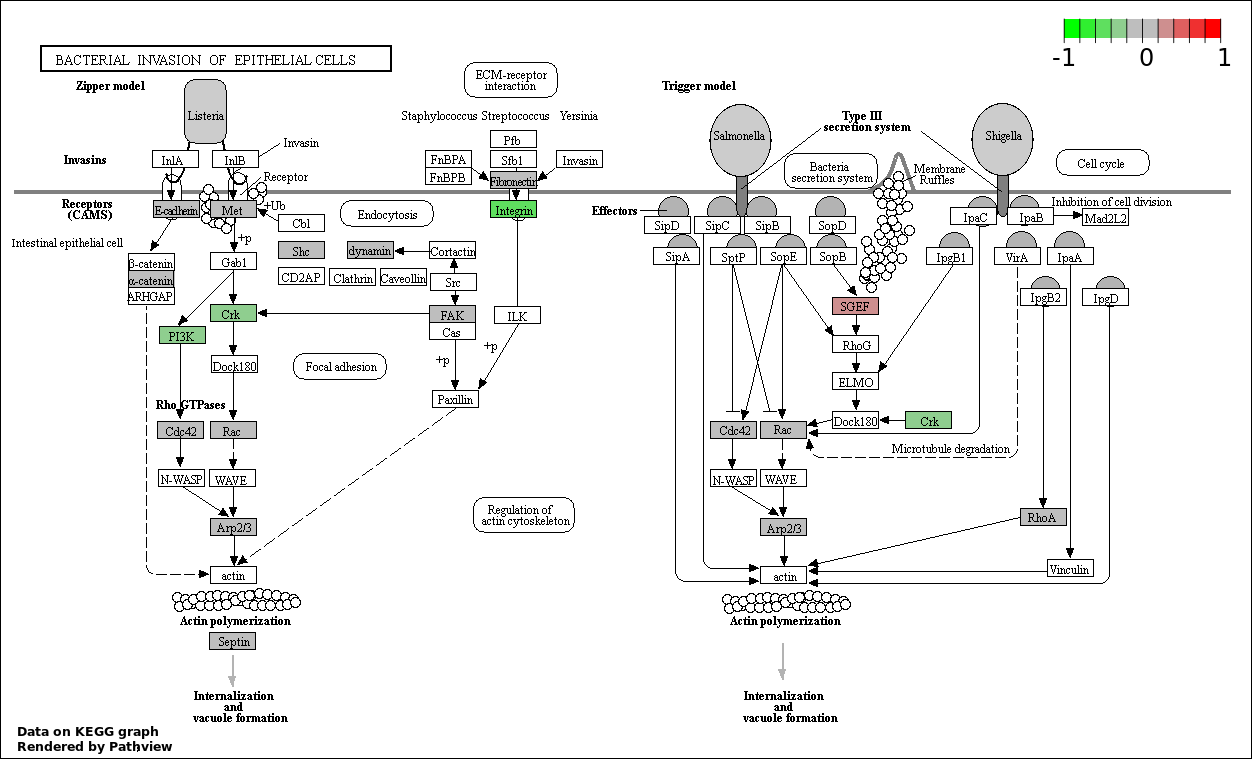 -1 0 1
BACTERIAL INVASION OF EPITHELIAL CELLS
Zipper model
Listeria
ECM-receptor
interaction
Trigger model
Staphylococcus Streptococcus Yersinia
Salmonella
Type III
secretion system
Shigella
Invasin
Pfb
Invasins
InlA
InlB
FnBPA
FnBPB
Sfb1
Invasin
Bacteria
secretion system
Membrane
Ruffles
Cell cycle
Receptor
Fibronectin
Receptors
(CAMS)
E-cadherin
Met
+Ub
Cbl
Endocytosis
Integrin
Effectors
SipD
SipC
SipB
SopD
IpaC
IpaB
Inhibition of cell division
Mad2L2
Intestinal epithelial cell
+p
Shc
dynamin
Cortactin
SipA
SptP
SopE
SopB
IpgB1
VirA
IpaA
β-catenin
α-catenin
ARHGAP
Gab1
CD2AP
Clathrin
Caveollin
Src
IpgB2
IpgD
Crk
FAK
Cas
ILK
SGEF
PI3K
+p
+p
RhoG
Dock180
Focal adhesion
ELMO
Paxillin
Rho GTPases
Cdc42
Rac
Cdc42
Rac
Dock180
Crk
Microtubule degradation
N-WASP
WAVE
N-WASP
WAVE
Regulation of
actin cytoskeleton
Arp2/3
Arp2/3
RhoA
actin
actin
Vinculin
Actin polymerization
Actin polymerization
Septin
Internalization
and
vacuole formation
Internalization
and
vacuole formation
Data on KEGG graph
Rendered by Pathview